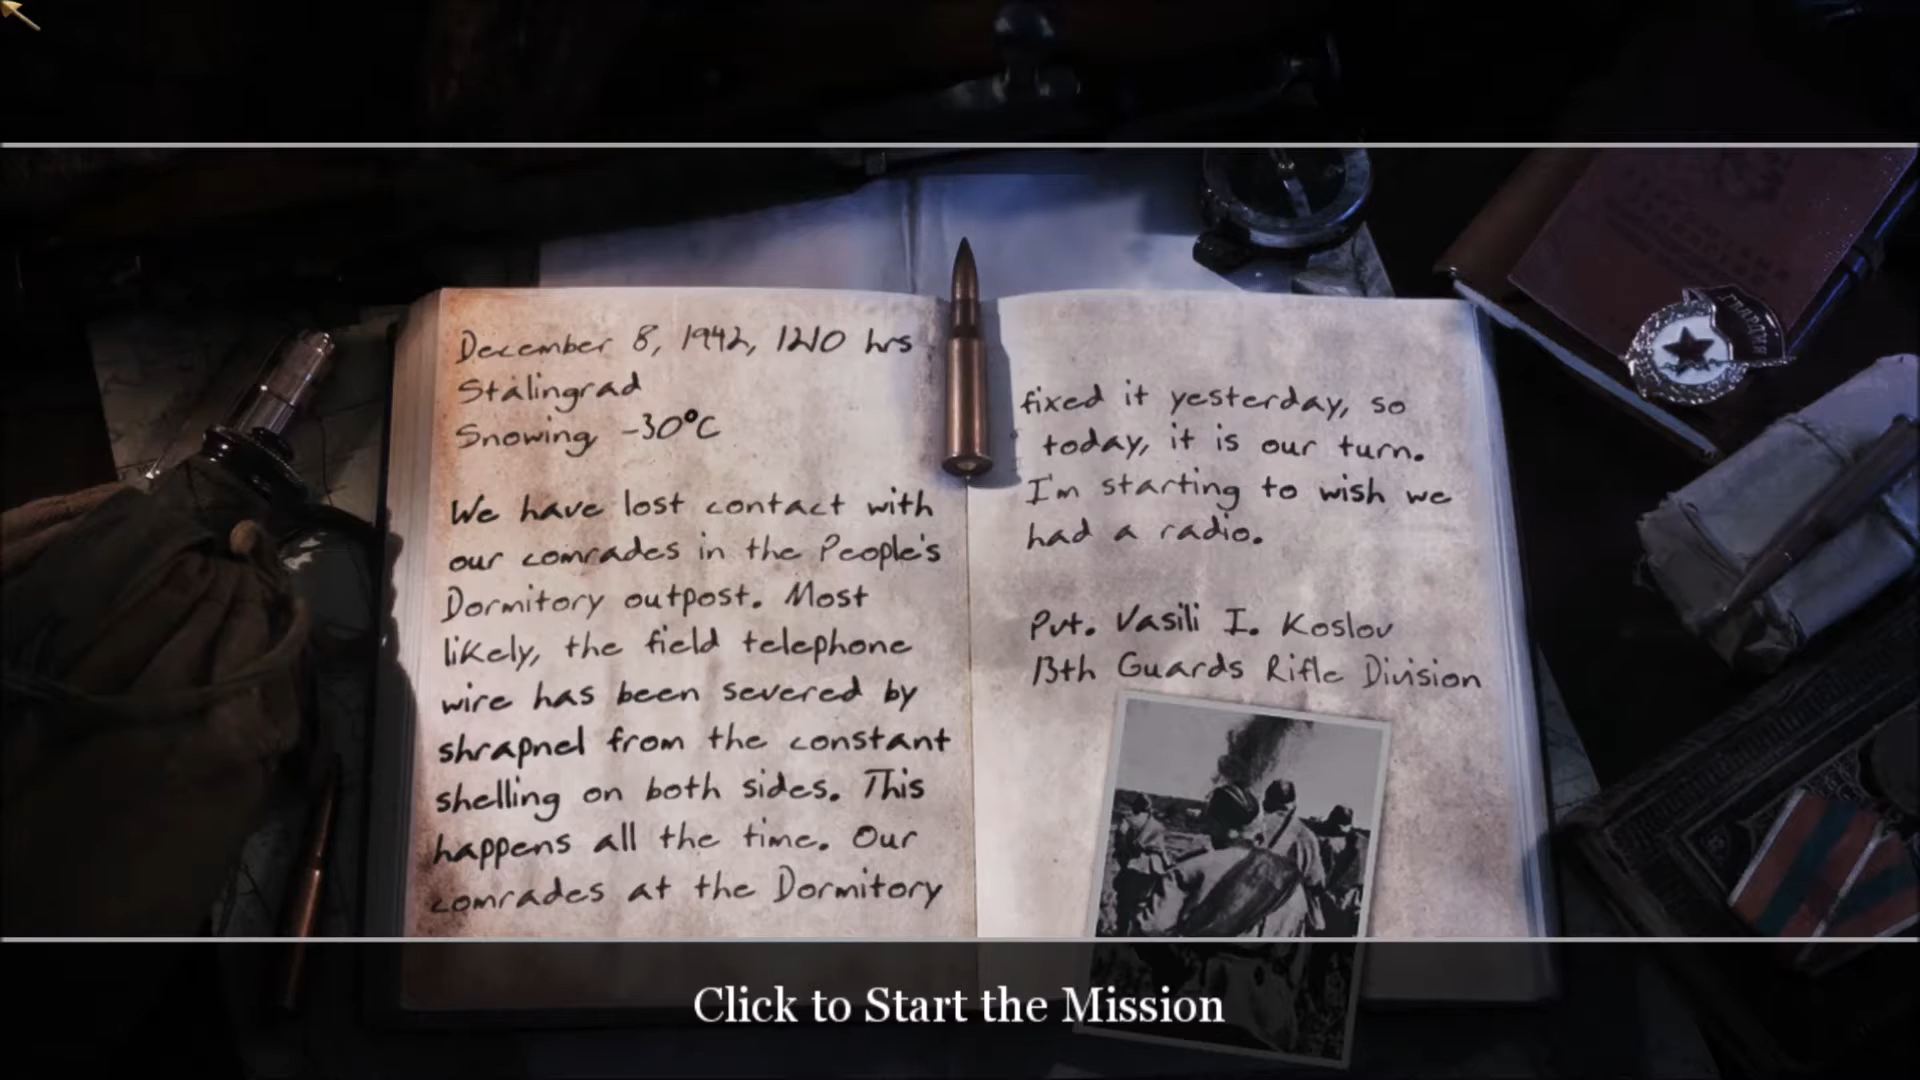 December 8, 1942, 1210 hrs
Stalingrad
Snowing -30°C
We have lost contact with
our comrades in the People's
Dormitory outpost. Most
likely, the field telephone
wire has been severed by
shrapnel from the constant
shelling on both sides. This
happens all the time. Our
comrades at the Dormitory
fixed it yesterday, so
today, it is our turn.
I'm starting to wish we
had a radio.
Pvt. Vasili I. Koslov
13th Guards Rifle Division
ГВАРДИЯ
Click to Start the Mission